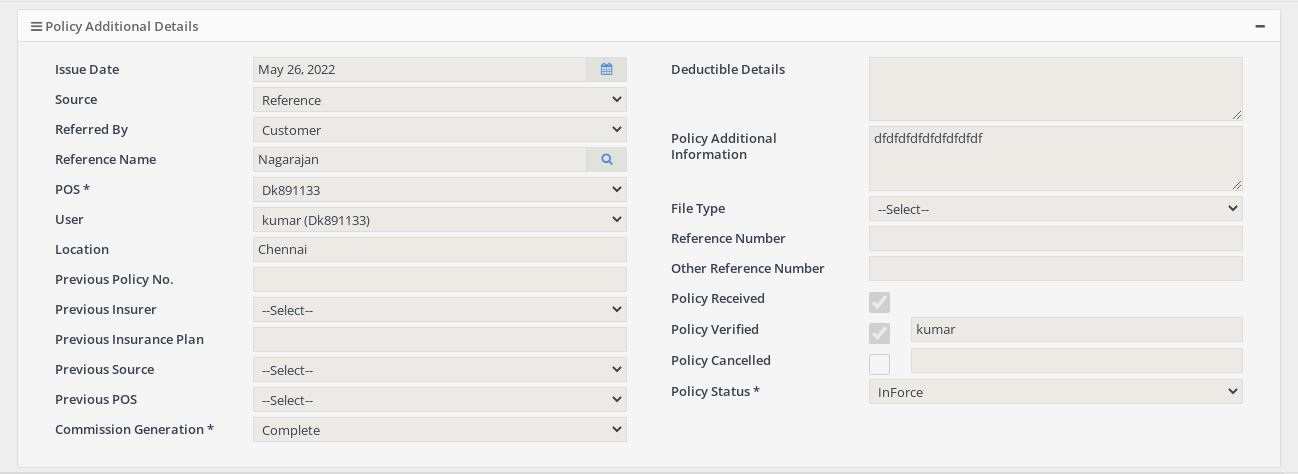 Policy Additional Details
Issue Date May 26, 2022
Source Reference
Referred By Customer
Reference Name Nagarajan
POS * Dk891133
User kumar (Dk891133)
Location Chennai
Previous Policy No.
Previous Insurer --Select--
Previous Insurance Plan
Previous Source --Select--
Previous POS --Select--
Commission Generation * Complete
Deductible Details
Policy Additional dfdfdfdfdfdfdfdfdf
Information
File Type --Select--
Reference Number
Other Reference Number
Policy Received
Policy Verified kumar
Policy Cancelled
Policy Status * InForce